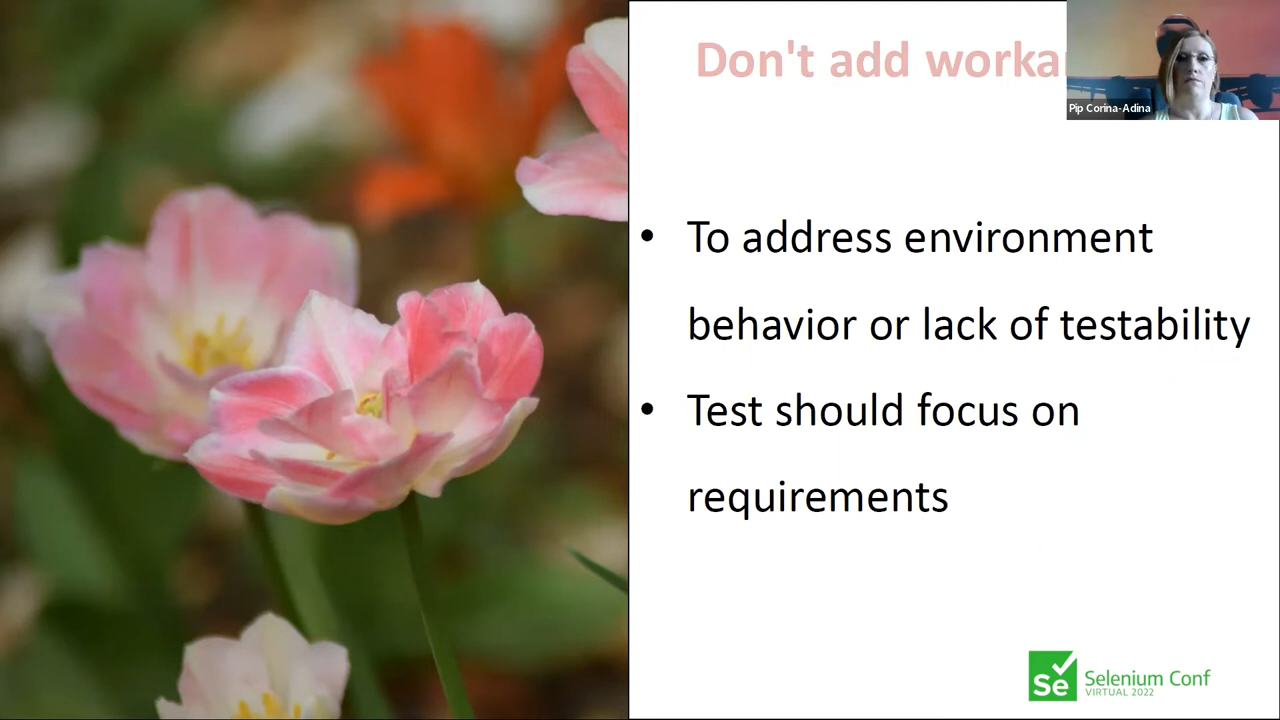 Don't add worka
Pip Corina-Adina
• To address environment
behavior or lack of testability
• Test should focus on
requirements
Se
Selenium Conf
VIRTUAL 2022